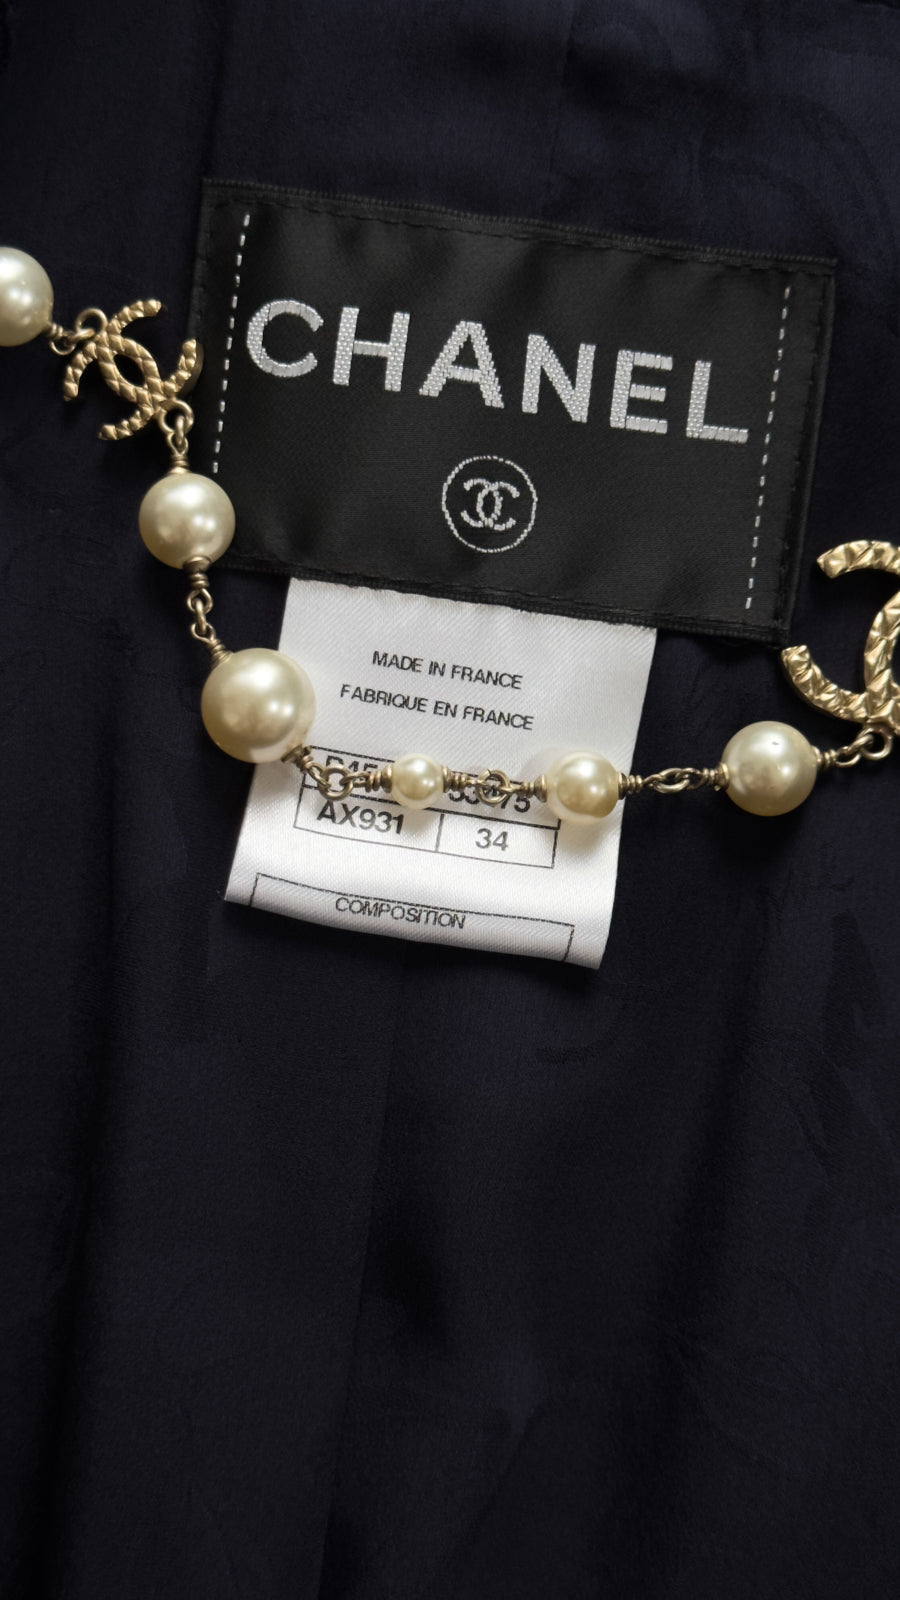 CHANEL
MADE IN FRANCE
FABRIQUE EN FRANCE
AX931 34
COMPOSITION